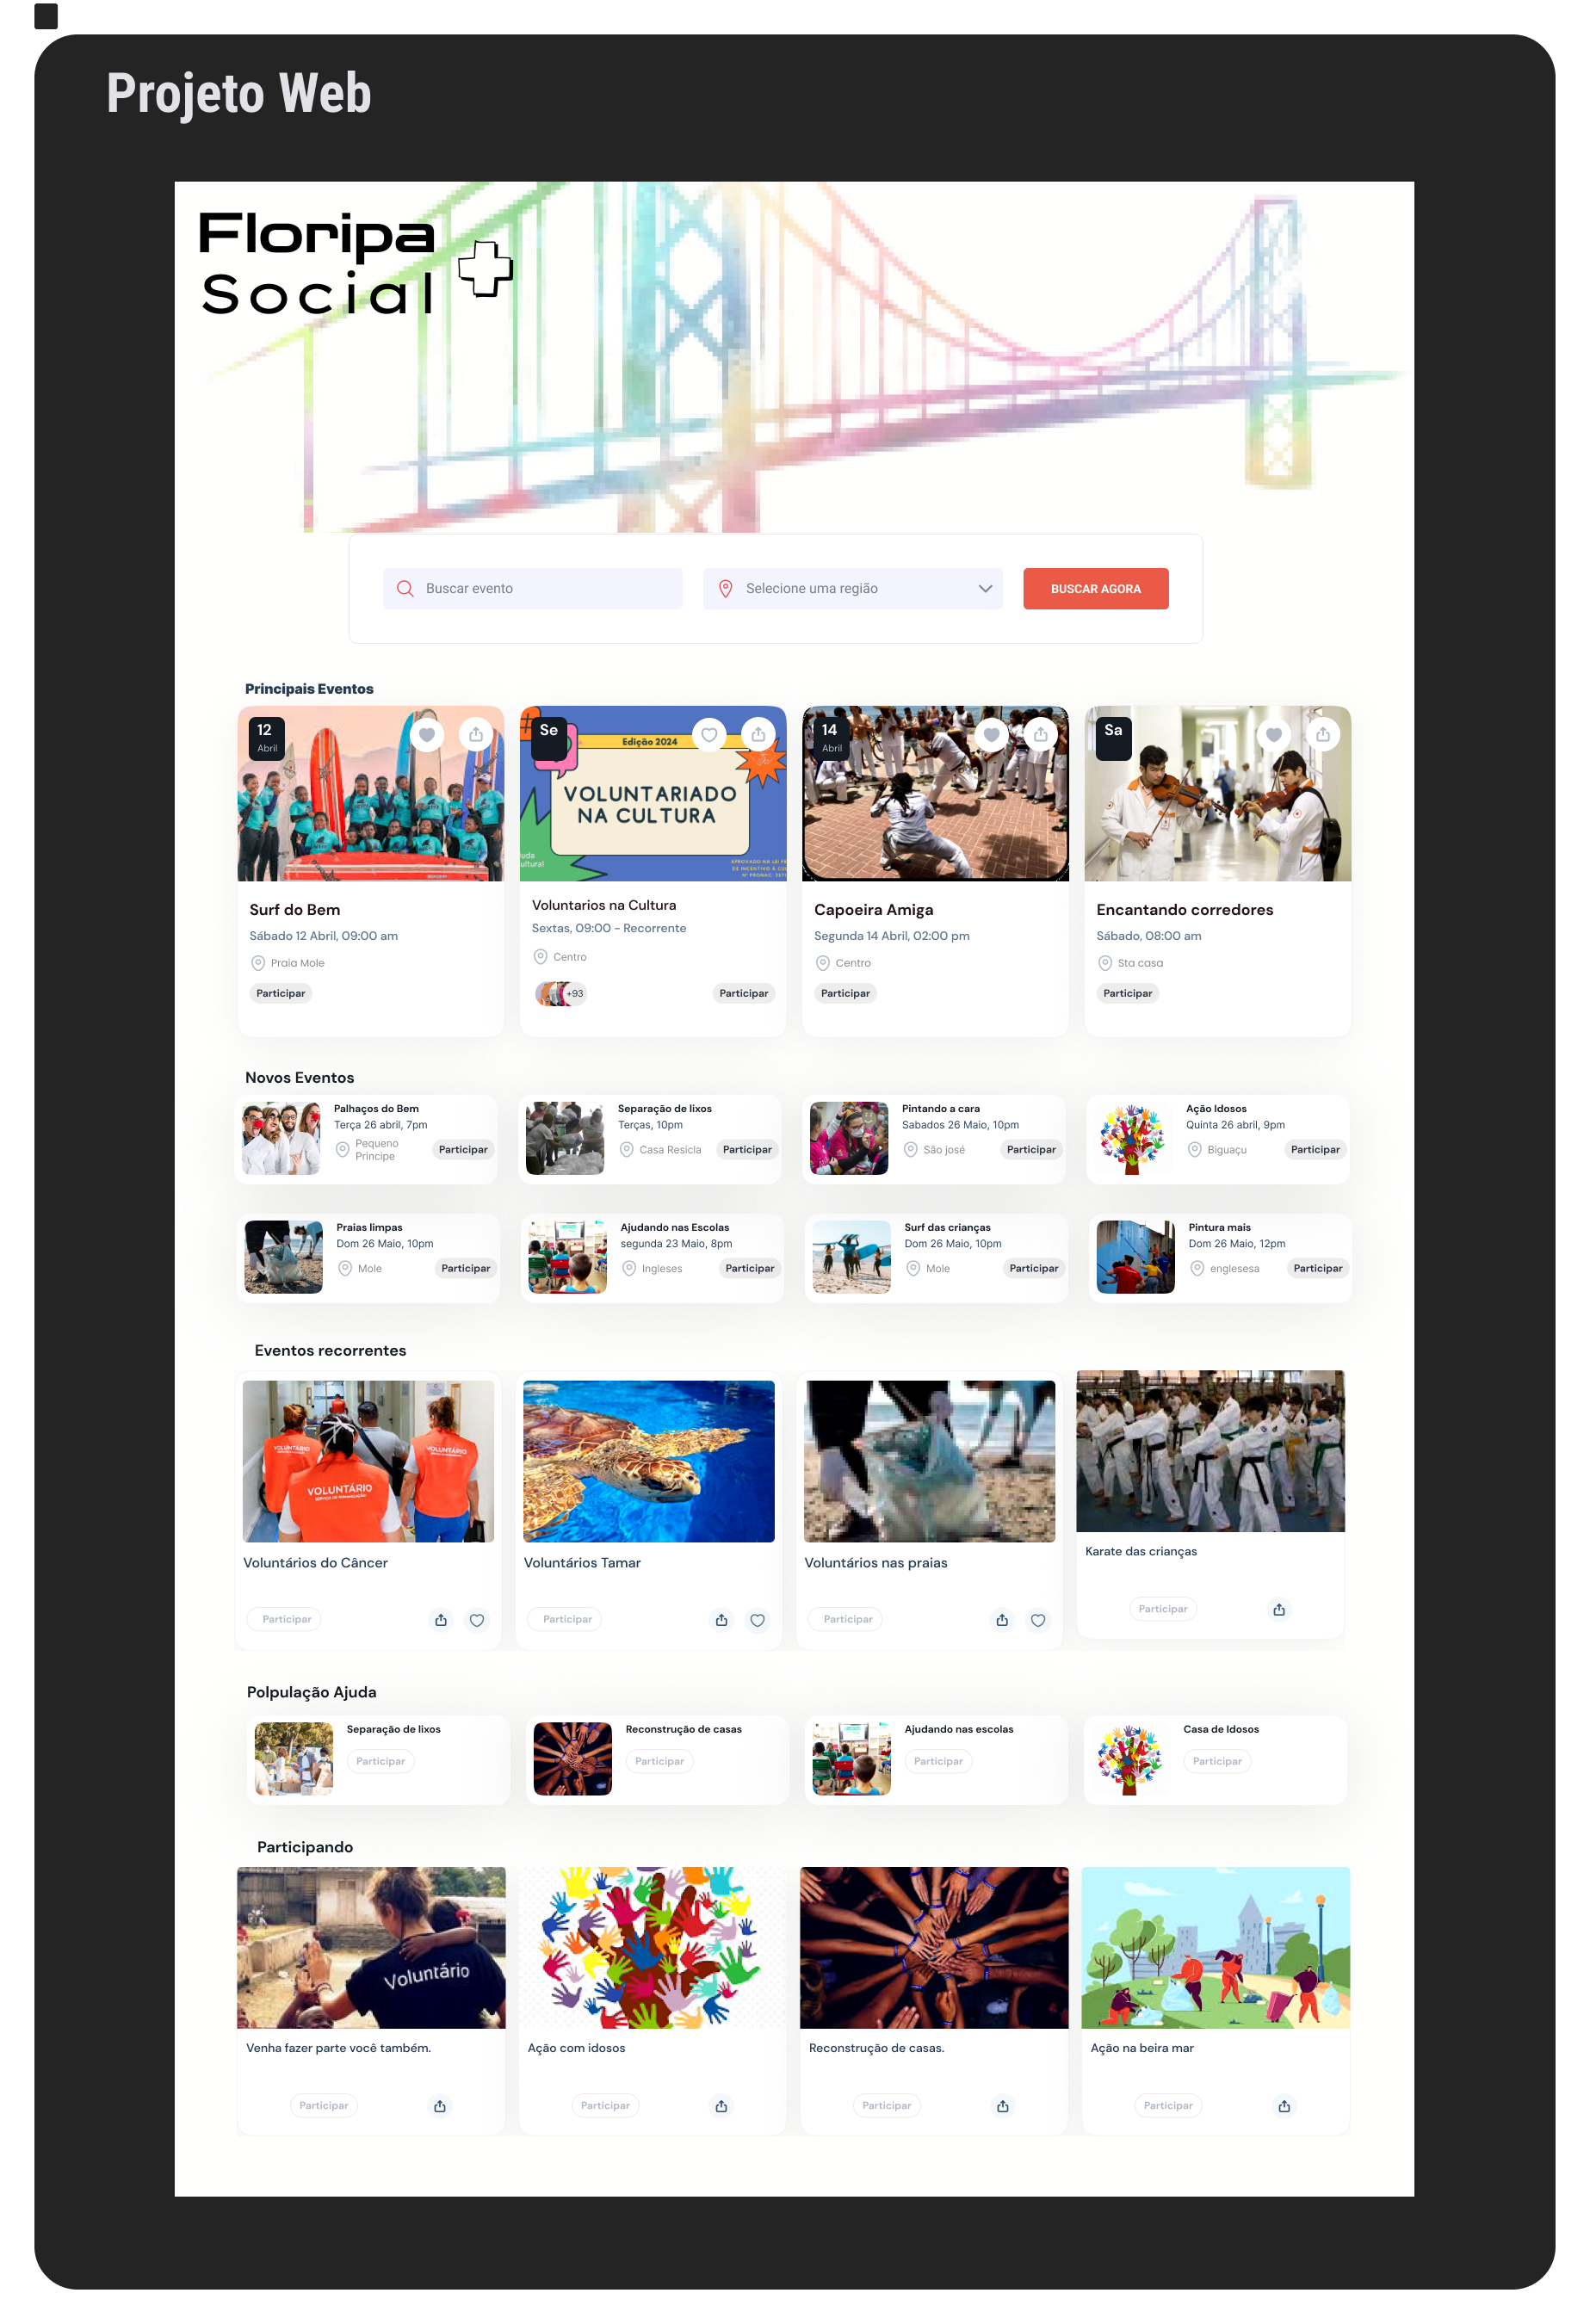 Projeto Web
Floripa
Social
Buscar evento
Selecione uma região
BUSCAR AGORA
Principais Eventos
12
Abril
Se
Edição 2024
VOLUNTARIADO
NA CULTURA
14
Abril
Sa
Surf do Bem
Sábado 12 Abril, 09:00 am
Praia Mole
Participar
Voluntarios na Cultura
Sextas, 09:00 - Recorrente
Centro
+93
Participar
Capoeira Amiga
Segunda 14 Abril, 02:00 pm
Centro
Participar
Encantando corredores
Sábado, 08:00 am
Sta casa
Participar
Novos Eventos
Palhaços do Bem
Terça 26 abril, 7pm
Pequeno
Principe
Participar
Separação de lixos
Terças, 10pm
Casa Resicla
Participar
Pintando a cara
Sabados 26 Maio, 10pm
São josé
Participar
Ação Idosos
Quinta 26 abril, 9pm
Biguaçu
Participar
Praias limpas
Dom 26 Maio, 10pm
Mole
Participar
Ajudando nas Escolas
segunda 23 Maio, 8pm
Ingleses
Participar
Surf das crianças
Dom 26 Maio, 10pm
Mole
Participar
Pintura mais
Dom 26 Maio, 12pm
englesesa
Participar
Eventos recorrentes
VOLUNTÁRIO
VOLUNTÁRIO
VOLUNTÁRIO
Voluntários do Câncer
Participar
Voluntários Tamar
Participar
Voluntários nas praias
Participar
Karate das crianças
Participar
Polpulação Ajuda
Separação de lixos
Participar
Reconstrução de casas
Participar
Ajudando nas escolas
Participar
Casa de Idosos
Participar
Participando
Voluntário
Venha fazer parte você também.
Participar
Ação com idosos
Participar
Reconstrução de casas.
Participar
Ação na beira mar
Participar